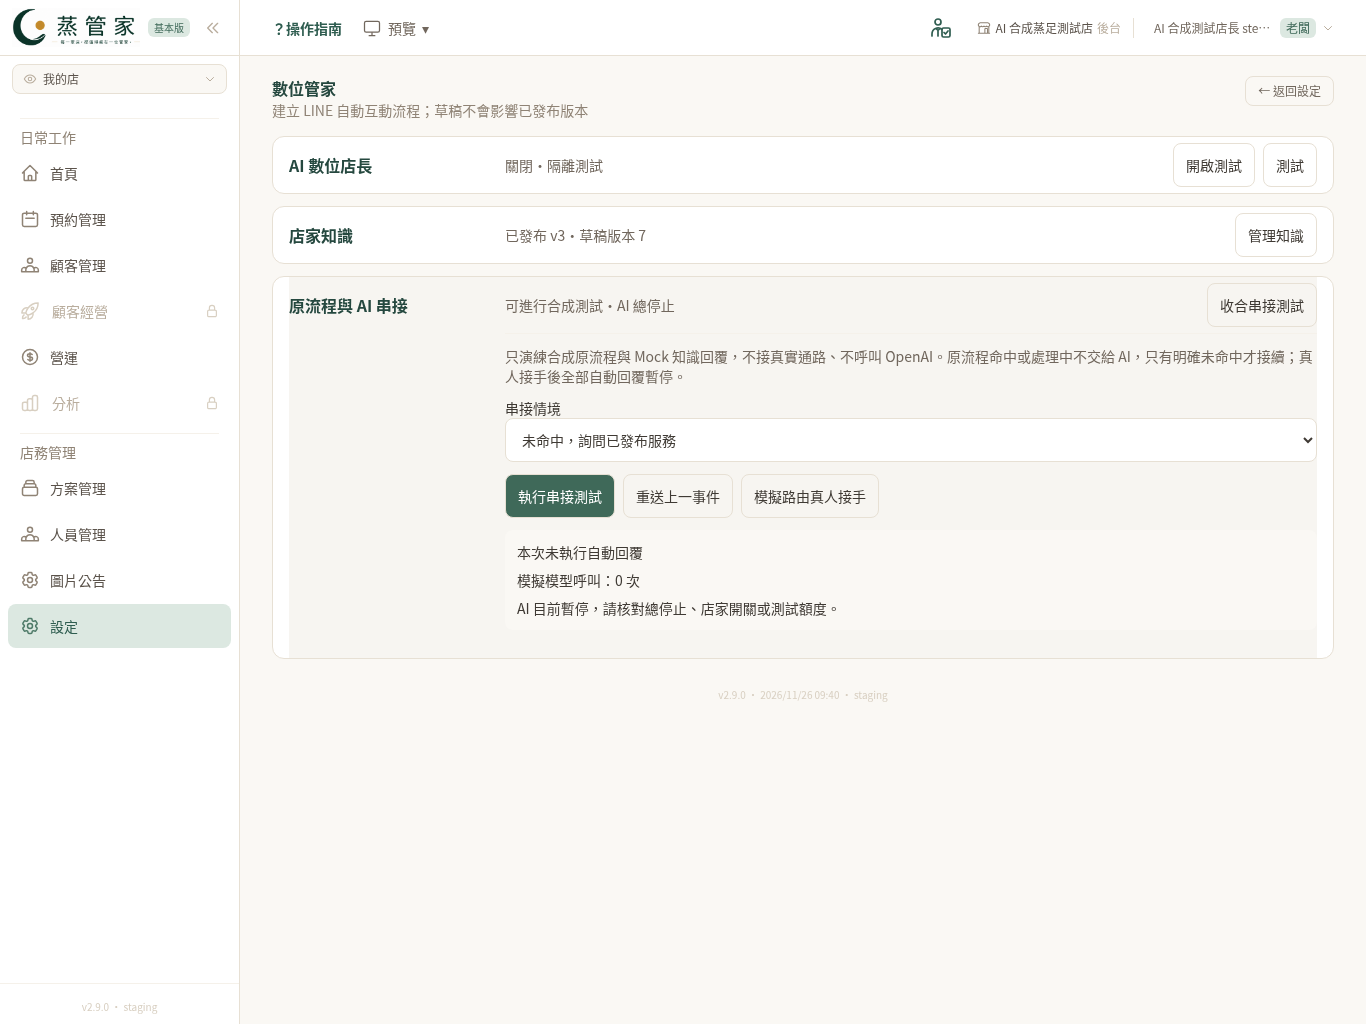 蒸管家
基本版
我的店
日常工作
首頁
預約管理
顧客管理
顧客經營
營運
分析
店務管理
方案管理
人員管理
圖片公告
設定
v2.9.0 · staging
? 操作指南
預覽 ▾
AI 合成蒸足測試店 後台
AI 合成測試店長 ste…
老闆
數位管家
建立 LINE 自動互動流程；草稿不會影響已發布版本
← 返回設定
AI 數位店長
關閉・隔離測試
開啟測試
測試
店家知識
已發布 v3・草稿版本 7
管理知識
原流程與 AI 串接
可進行合成測試・AI 總停止
收合串接測試
只演練合成原流程與 Mock 知識回覆，不接真實通路、不呼叫 OpenAI。原流程命中或處理中不交給 AI，只有明確未命中才接續；真
人接手後全部自動回覆暫停。
串接情境
未命中，詢問已發布服務
執行串接測試
重送上一事件
模擬路由真人接手
本次未執行自動回覆
模擬模型呼叫：0 次
AI 目前暫停，請核對總停止、店家開關或測試額度。
v2.9.0 · 2026/11/26 09:40 · staging